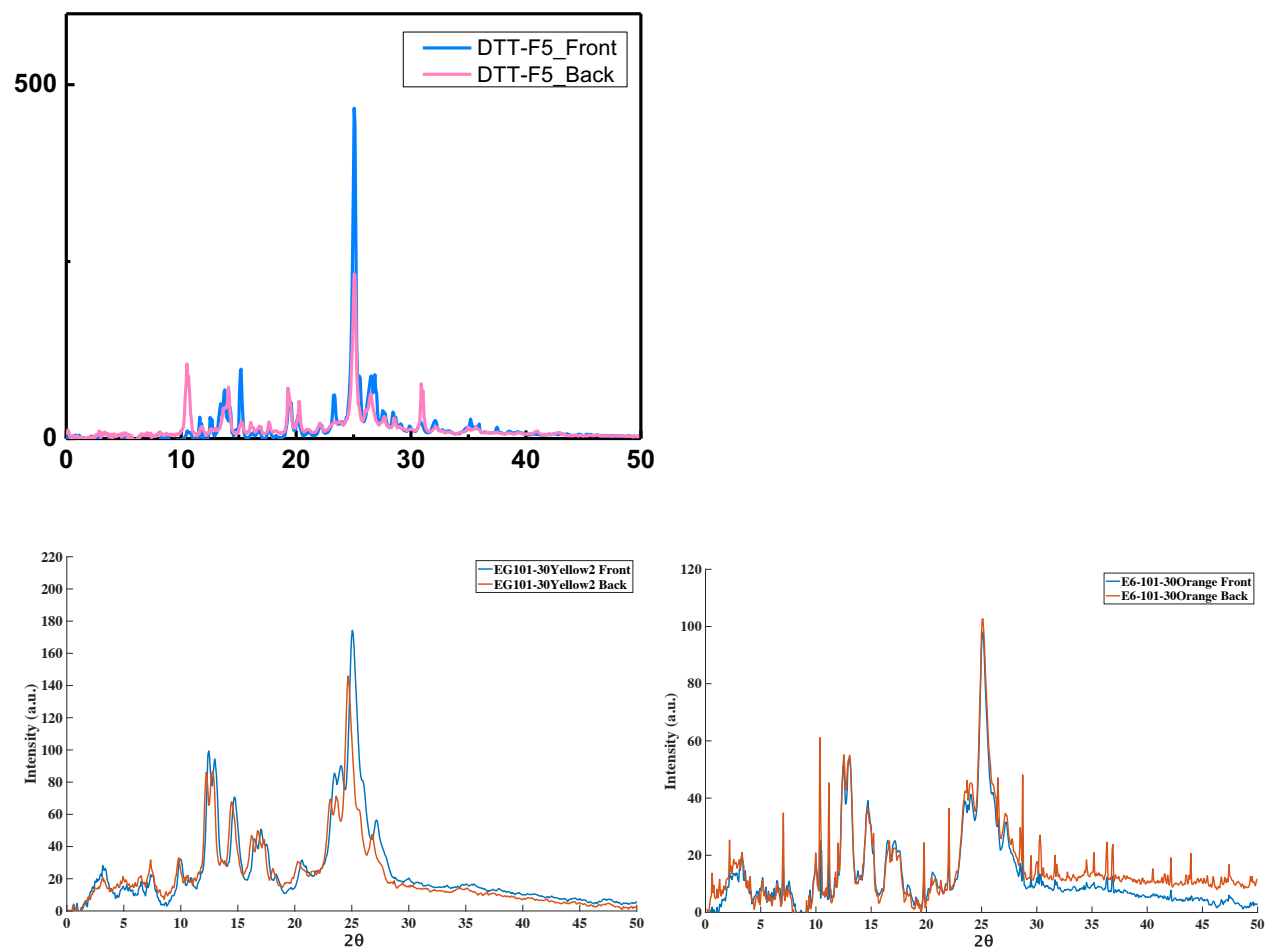 DTT-F5_Front
DTT-F5_Back
500
0
0 10 20 30 40 50
220
200
180
160
140
120
100
80
60
40
20
0
Intensity (a.u.)
EG101-30Yellow2 Front
EG101-30Yellow2 Back
0 5 10 15 20 25 30 35 40 45 50
2θ
120
100
80
60
40
20
0
Intensity (a.u.)
E6-101-30Orange Front
E6-101-30Orange Back
0 5 10 15 20 25 30 35 40 45 50
2θ